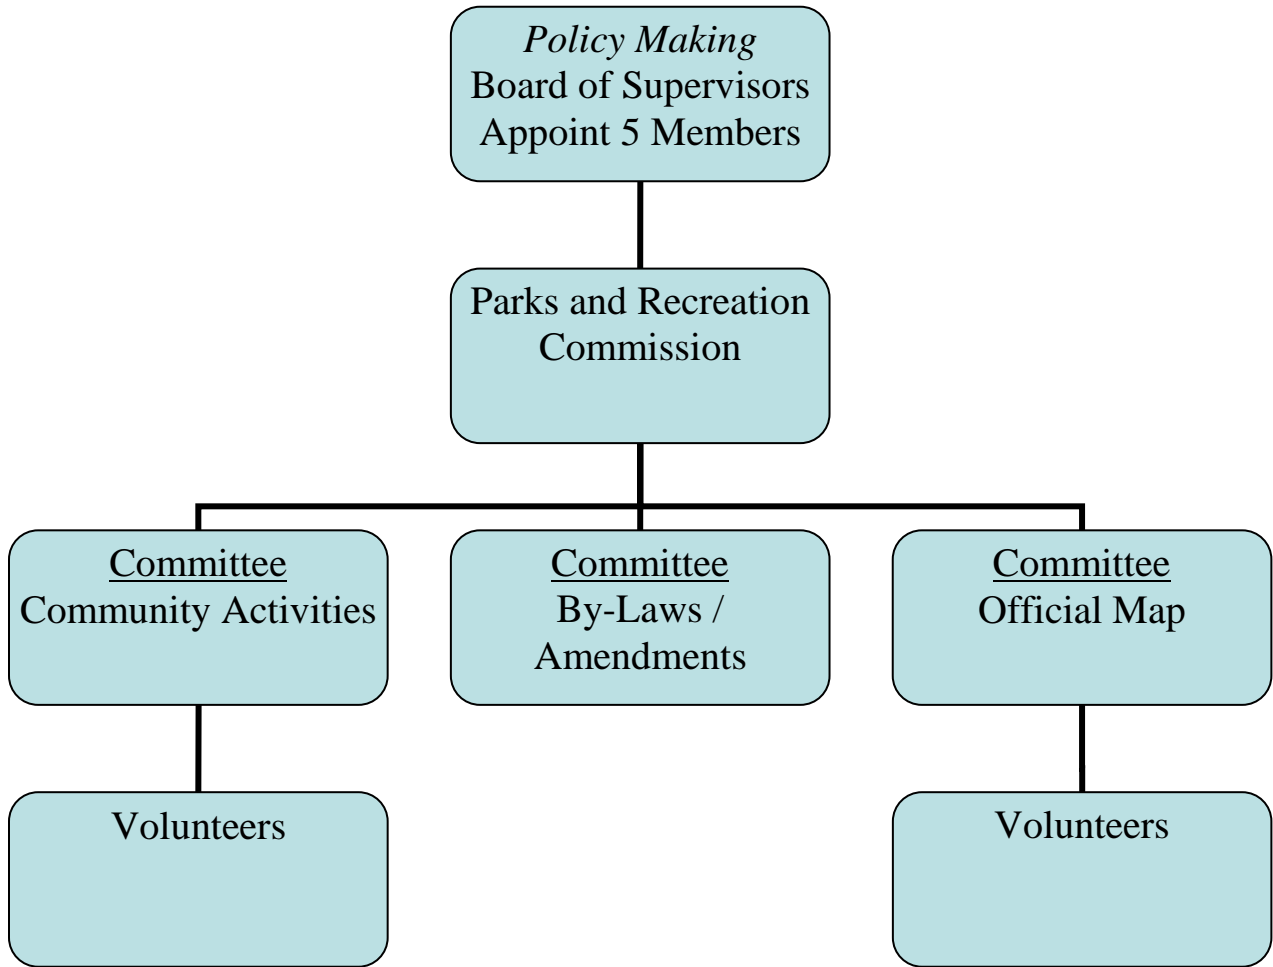 Policy Making
Board of Supervisors
Appoint 5 Members
Parks and Recreation
Commission
Committee
Community Activities
Committee
By-Laws /
Amendments
Committee
Official Map
Volunteers
Volunteers